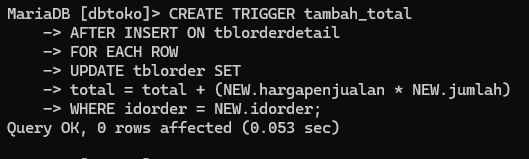 MariaDB [dbtoko]> CREATE TRIGGER tambah_total
    -> AFTER INSERT ON tblorderdetail
    -> FOR EACH ROW
    -> UPDATE tblorder SET
    -> total = total + (NEW.hargapenjualan * NEW.jumlah)
    -> WHERE idorder = NEW.idorder;
Query OK, 0 rows affected (0.053 sec)